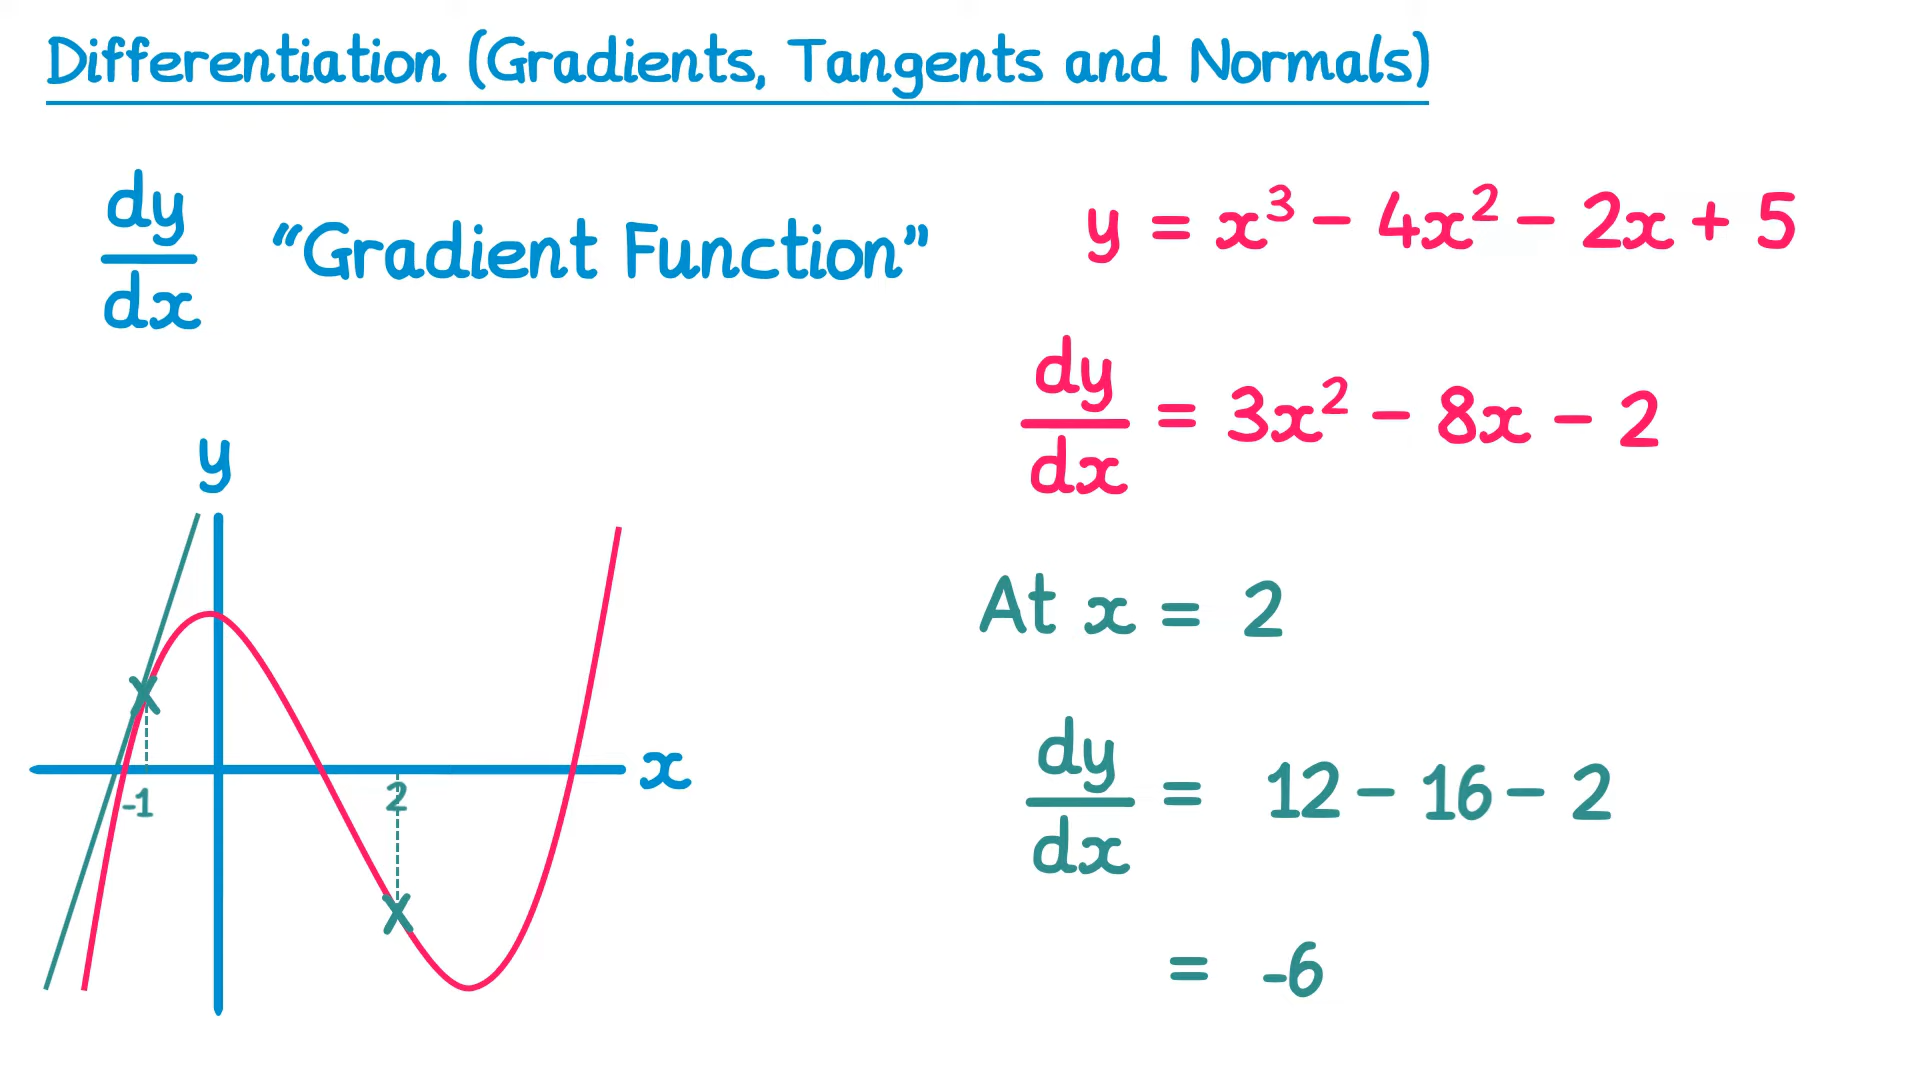 Differentiation (Gradients, Tangents and Normals)
dy/dx “Gradient Function”
y = x³ − 4x² − 2x + 5
dy/dx = 3x² − 8x − 2
y
x
-1
2
At x = 2
dy/dx = 12 − 16 − 2
= -6